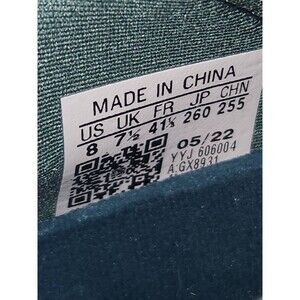 MADE IN CHINA
US UK FR JP CHN
8 7½ 41⅓ 260 255
05/22
YYJ 606004
A:GX8931